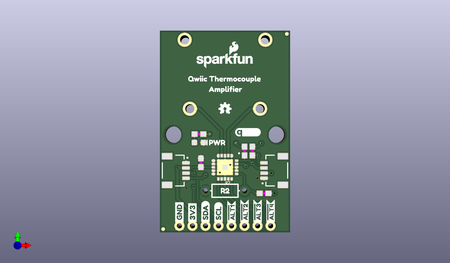 sparkfun
Qwiic Thermocouple
Amplifier
PWR
R2
GND
3V3
SDA
SCL
ALT1
ALT2
ALT3
ALT4